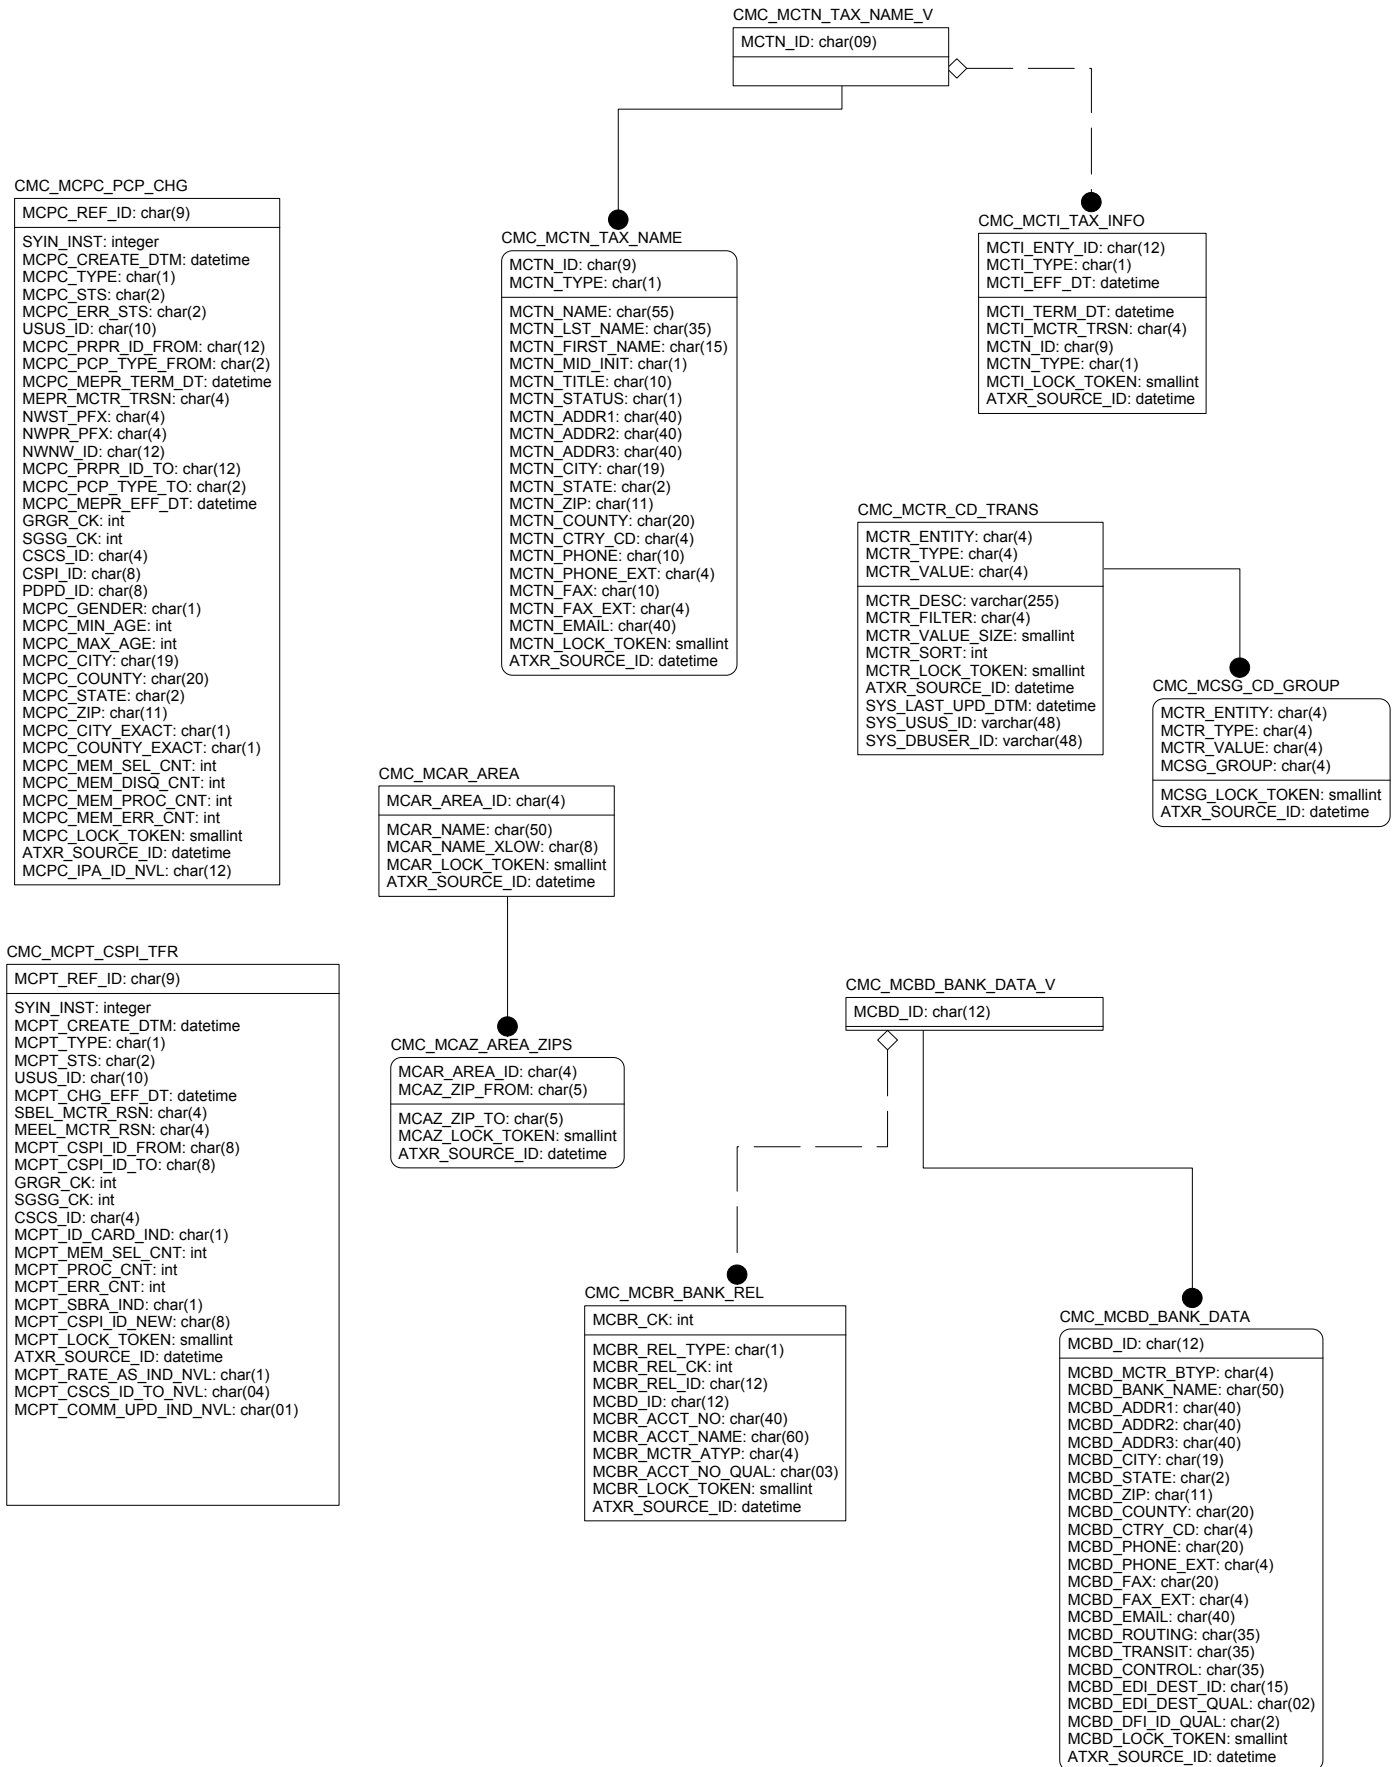 CMC_MCTN_TAX_NAME_V
MCTN_ID: char(09)
CMC_MCPC_PCP_CHG
MCPC_REF_ID: char(9)
SYIN_INST: integer
MCPC_CREATE_DTM: datetime
MCPC_TYPE: char(1)
MCPC_STS: char(2)
MCPC_ERR_STS: char(2)
USUS_ID: char(10)
MCPC_PRPR_ID_FROM: char(12)
MCPC_PCP_TYPE_FROM: char(2)
MCPC_MEPR_TERM_DT: datetime
MEPR_MCTR_TRSN: char(4)
NWST_PFX: char(4)
NWPR_PFX: char(4)
NWNW_ID: char(12)
MCPC_PRPR_ID_TO: char(12)
MCPC_PCP_TYPE_TO: char(2)
MCPC_MEPR_EFF_DT: datetime
GRGR_CK: int
SGSG_CK: int
CSCS_ID: char(4)
CSPI_ID: char(8)
PDPD_ID: char(8)
MCPC_GENDER: char(1)
MCPC_MIN_AGE: int
MCPC_MAX_AGE: int
MCPC_CITY: char(19)
MCPC_COUNTY: char(20)
MCPC_STATE: char(2)
MCPC_ZIP: char(11)
MCPC_CITY_EXACT: char(1)
MCPC_COUNTY_EXACT: char(1)
MCPC_MEM_SEL_CNT: int
MCPC_MEM_DISQ_CNT: int
MCPC_MEM_PROC_CNT: int
MCPC_MEM_ERR_CNT: int
MCPC_LOCK_TOKEN: smallint
ATXR_SOURCE_ID: datetime
MCPC_IPA_ID_NVL: char(12)
CMC_MCTN_TAX_NAME
MCTN_ID: char(9)
MCTN_TYPE: char(1)
MCTN_NAME: char(55)
MCTN_LST_NAME: char(35)
MCTN_FIRST_NAME: char(15)
MCTN_MID_INIT: char(1)
MCTN_TITLE: char(10)
MCTN_STATUS: char(1)
MCTN_ADDR1: char(40)
MCTN_ADDR2: char(40)
MCTN_ADDR3: char(40)
MCTN_CITY: char(19)
MCTN_STATE: char(2)
MCTN_ZIP: char(11)
MCTN_COUNTY: char(20)
MCTN_CTRY_CD: char(4)
MCTN_PHONE: char(10)
MCTN_PHONE_EXT: char(4)
MCTN_FAX: char(10)
MCTN_FAX_EXT: char(4)
MCTN_EMAIL: char(40)
MCTN_LOCK_TOKEN: smallint
ATXR_SOURCE_ID: datetime
CMC_MCTI_TAX_INFO
MCTI_ENTY_ID: char(12)
MCTI_TYPE: char(1)
MCTI_EFF_DT: datetime
MCTI_TERM_DT: datetime
MCTI_MCTR_TRSN: char(4)
MCTN_ID: char(9)
MCTN_TYPE: char(1)
MCTI_LOCK_TOKEN: smallint
ATXR_SOURCE_ID: datetime
CMC_MCTR_CD_TRANS
MCTR_ENTITY: char(4)
MCTR_TYPE: char(4)
MCTR_VALUE: char(4)
MCTR_DESC: varchar(255)
MCTR_FILTER: char(4)
MCTR_VALUE_SIZE: smallint
MCTR_SORT: int
MCTR_LOCK_TOKEN: smallint
ATXR_SOURCE_ID: datetime
SYS_LAST_UPD_DTM: datetime
SYS_USUS_ID: varchar(48)
SYS_DBUSER_ID: varchar(48)
CMC_MCSG_CD_GROUP
MCTR_ENTITY: char(4)
MCTR_TYPE: char(4)
MCTR_VALUE: char(4)
MCSG_GROUP: char(4)
MCSG_LOCK_TOKEN: smallint
ATXR_SOURCE_ID: datetime
CMC_MCAR_AREA
MCAR_AREA_ID: char(4)
MCAR_NAME: char(50)
MCAR_NAME_XLOW: char(8)
MCAR_LOCK_TOKEN: smallint
ATXR_SOURCE_ID: datetime
CMC_MCPT_CSPI_TFR
MCPT_REF_ID: char(9)
SYIN_INST: integer
MCPT_CREATE_DTM: datetime
MCPT_TYPE: char(1)
MCPT_STS: char(2)
USUS_ID: char(10)
MCPT_CHG_EFF_DT: datetime
SBEL_MCTR_RSN: char(4)
MEEL_MCTR_RSN: char(4)
MCPT_CSPI_ID_FROM: char(8)
MCPT_CSPI_ID_TO: char(8)
GRGR_CK: int
SGSG_CK: int
CSCS_ID: char(4)
MCPT_ID_CARD_IND: char(1)
MCPT_MEM_SEL_CNT: int
MCPT_PROC_CNT: int
MCPT_ERR_CNT: int
MCPT_SBRA_IND: char(1)
MCPT_CSPI_ID_NEW: char(8)
MCPT_LOCK_TOKEN: smallint
ATXR_SOURCE_ID: datetime
MCPT_RATE_AS_IND_NVL: char(1)
MCPT_CSCS_ID_TO_NVL: char(04)
MCPT_COMM_UPD_IND_NVL: char(01)
CMC_MCAZ_AREA_ZIPS
MCAR_AREA_ID: char(4)
MCAZ_ZIP_FROM: char(5)
MCAZ_ZIP_TO: char(5)
MCAZ_LOCK_TOKEN: smallint
ATXR_SOURCE_ID: datetime
CMC_MCBD_BANK_DATA_V
MCBD_ID: char(12)
CMC_MCBR_BANK_REL
MCBR_CK: int
MCBR_REL_TYPE: char(1)
MCBR_REL_CK: int
MCBR_REL_ID: char(12)
MCBD_ID: char(12)
MCBR_ACCT_NO: char(40)
MCBR_ACCT_NAME: char(60)
MCBR_MCTR_ATYP: char(4)
MCBR_ACCT_NO_QUAL: char(03)
MCBR_LOCK_TOKEN: smallint
ATXR_SOURCE_ID: datetime
CMC_MCBD_BANK_DATA
MCBD_ID: char(12)
MCBD_MCTR_BTYP: char(4)
MCBD_BANK_NAME: char(50)
MCBD_ADDR1: char(40)
MCBD_ADDR2: char(40)
MCBD_ADDR3: char(40)
MCBD_CITY: char(19)
MCBD_STATE: char(2)
MCBD_ZIP: char(11)
MCBD_COUNTY: char(20)
MCBD_CTRY_CD: char(4)
MCBD_PHONE: char(20)
MCBD_PHONE_EXT: char(4)
MCBD_FAX: char(20)
MCBD_FAX_EXT: char(4)
MCBD_EMAIL: char(40)
MCBD_ROUTING: char(35)
MCBD_TRANSIT: char(35)
MCBD_CONTROL: char(35)
MCBD_EDI_DEST_ID: char(15)
MCBD_EDI_DEST_QUAL: char(02)
MCBD_DFI_ID_QUAL: char(2)
MCBD_LOCK_TOKEN: smallint
ATXR_SOURCE_ID: datetime